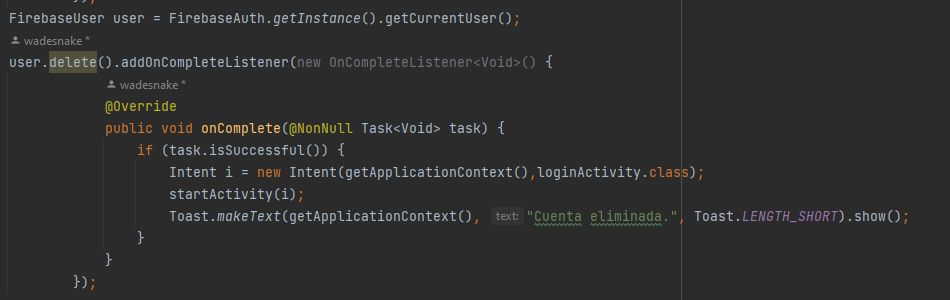 });
FirebaseUser user = FirebaseAuth.getInstance().getCurrentUser();
wadesnake *
user.delete().addOnCompleteListener(new OnCompleteListener<Void>() {
wadesnake *
@Override
public void onComplete(@NonNull Task<Void> task) {
if (task.isSuccessful()) {
Intent i = new Intent(getApplicationContext(),loginActivity.class);
startActivity(i);
Toast.makeText(getApplicationContext(), text: "Cuenta eliminada.", Toast.LENGTH_SHORT).show();
}
}
});